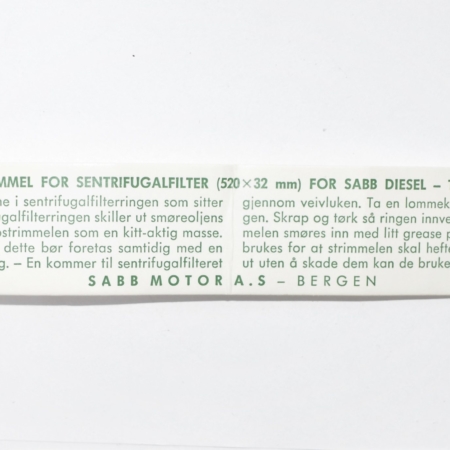 MMEL FOR SENTRIFUGALFILTER (520×32 mm) FOR SABB DIESEL –
e i sentrifugalfilterringen som sitter
galfilterringen skiller ut smøreoljens
ostrimmelen som en kitt-aktig masse.
dette bør foretas samtidig med en
g. – En kommer til sentrifugalfilteret
gjennom veivluken. Ta en lommek
gen. Skrap og tørk så ringen innve
melen smøres inn med litt grease p
brukes for at strimmelen skal hefte
ut uten å skade dem kan de bruke
SABB MOTOR A.S – BERGEN